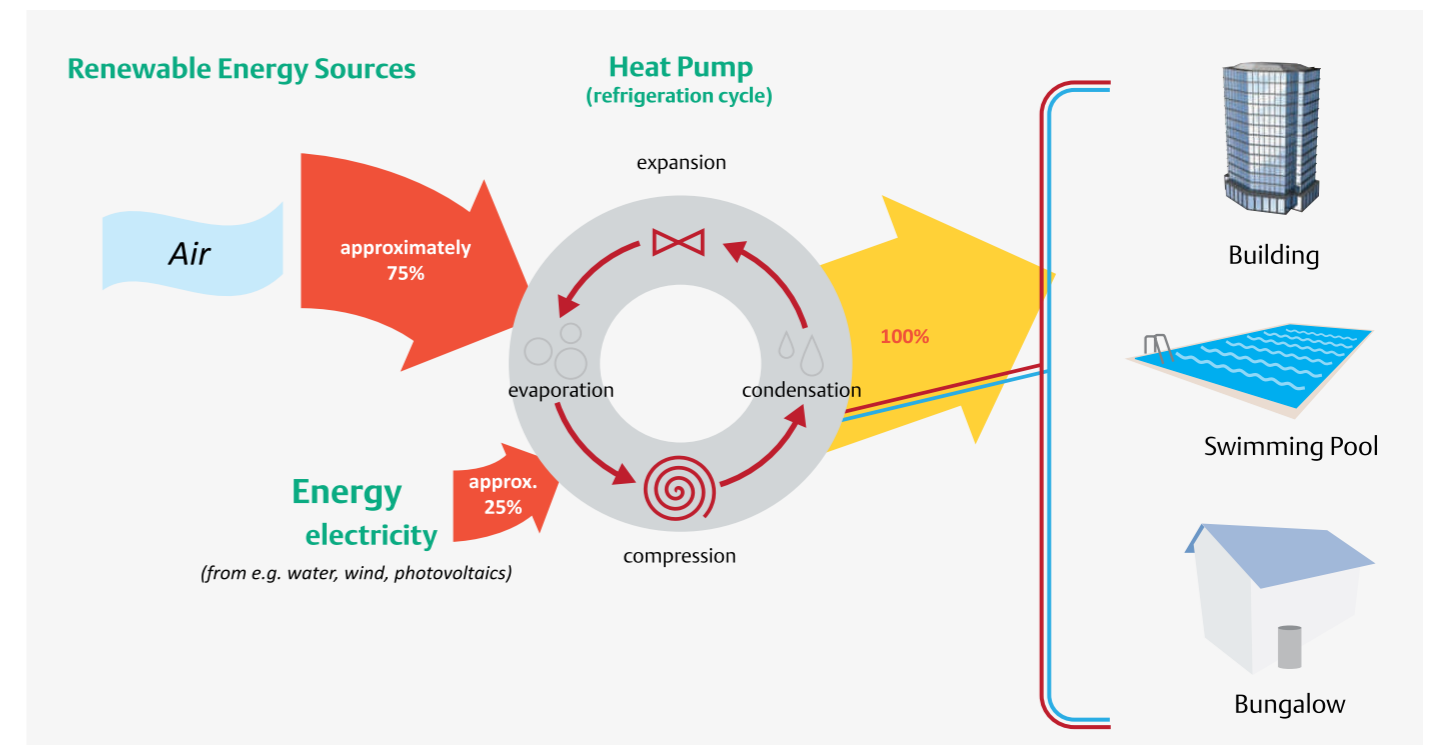 Renewable Energy Sources
Heat Pump
(refrigeration cycle)
expansion
Air
approximately
75%
100%
evaporation
condensation
Energy
electricity
(from e.g. water, wind, photovoltaics)
approx.
25%
compression
Building
Swimming Pool
Bungalow